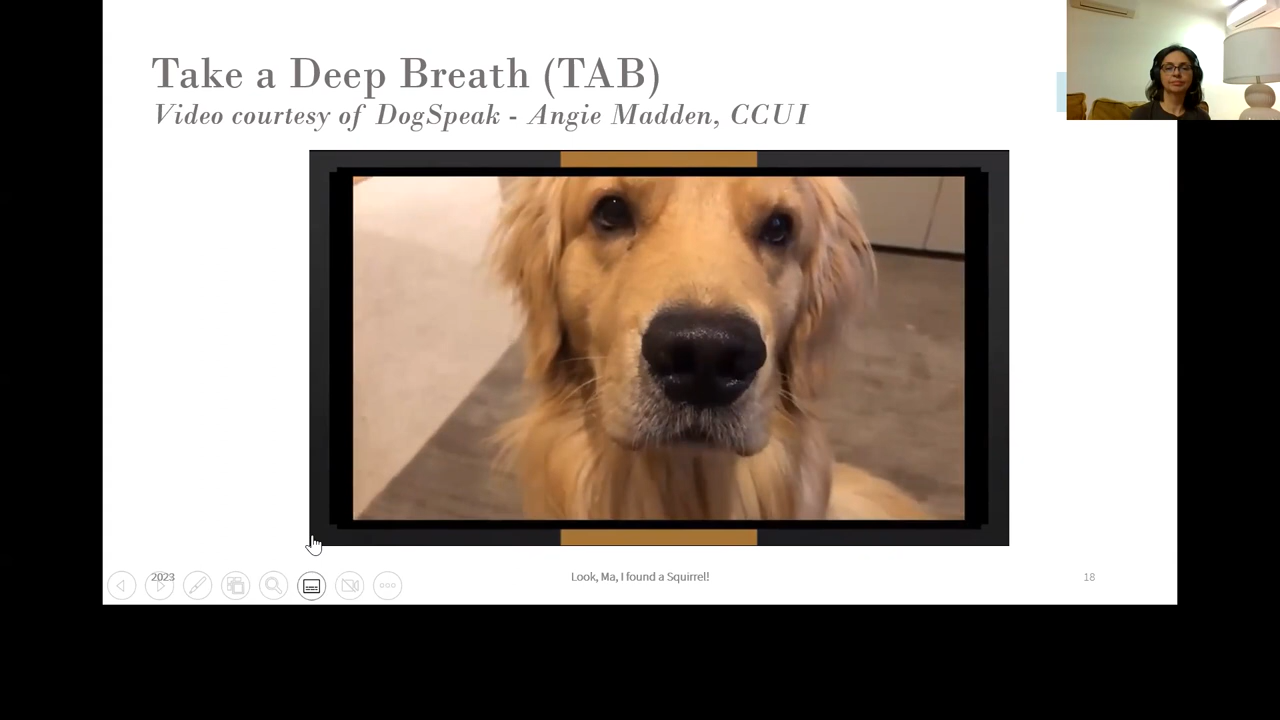 Take a Deep Breath (TAB)
Video courtesy of DogSpeak - Angie Madden, CCUI
2023
Look, Ma, I found a Squirrel!
18